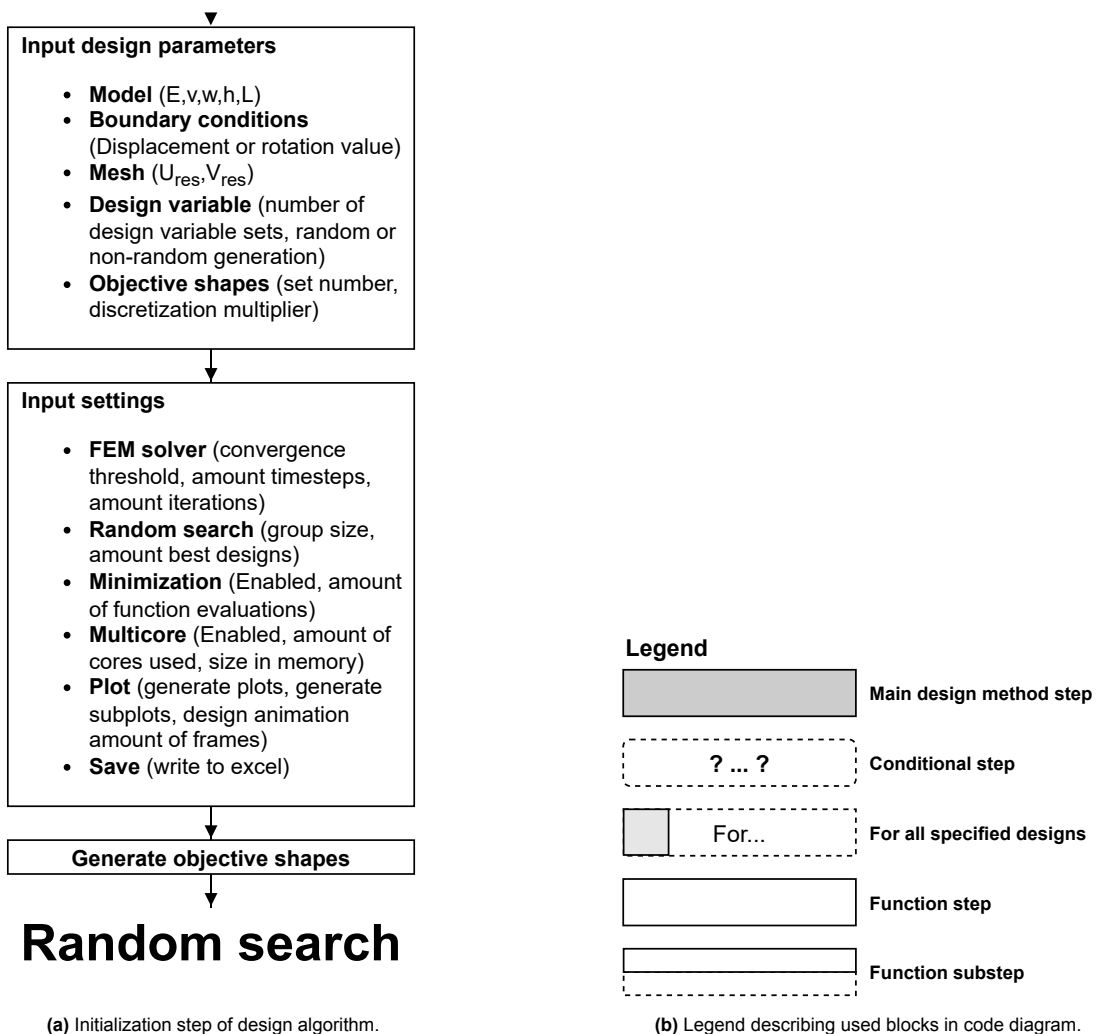 Input design parameters
• Model (E,v,w,h,L)
• Boundary conditions
(Displacement or rotation value)
• Mesh (Ures,Vres)
• Design variable (number of
design variable sets, random or
non-random generation)
• Objective shapes (set number,
discretization multiplier)
Input settings
• FEM solver (convergence
threshold, amount timesteps,
amount iterations)
• Random search (group size,
amount best designs)
• Minimization (Enabled, amount
of function evaluations)
• Multicore (Enabled, amount of
cores used, size in memory)
• Plot (generate plots, generate
subplots, design animation
amount of frames)
• Save (write to excel)
Generate objective shapes
Random search
(a) Initialization step of design algorithm.
Legend
Main design method step
? ... ?
Conditional step
For...
For all specified designs
Function step
Function substep
(b) Legend describing used blocks in code diagram.